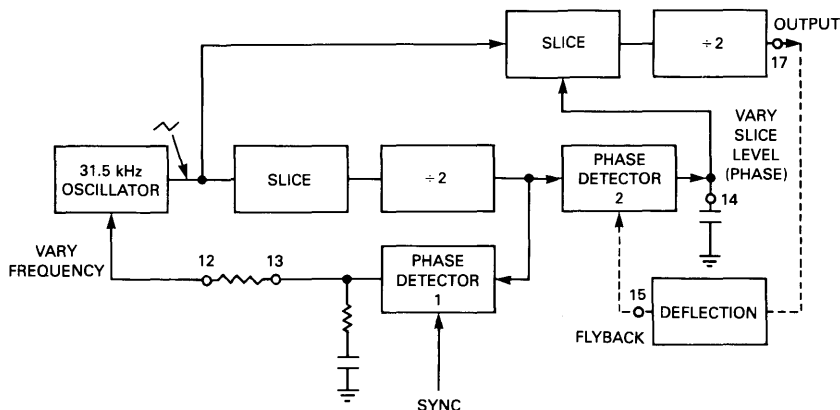 OUTPUT
SLICE
÷2
17
VARY
SLICE
LEVEL
(PHASE)
31.5 kHz
OSCILLATOR
SLICE
÷2
PHASE
DETECTOR
2
14
VARY
FREQUENCY
12
13
PHASE
DETECTOR
1
15
DEFLECTION
FLYBACK
SYNC